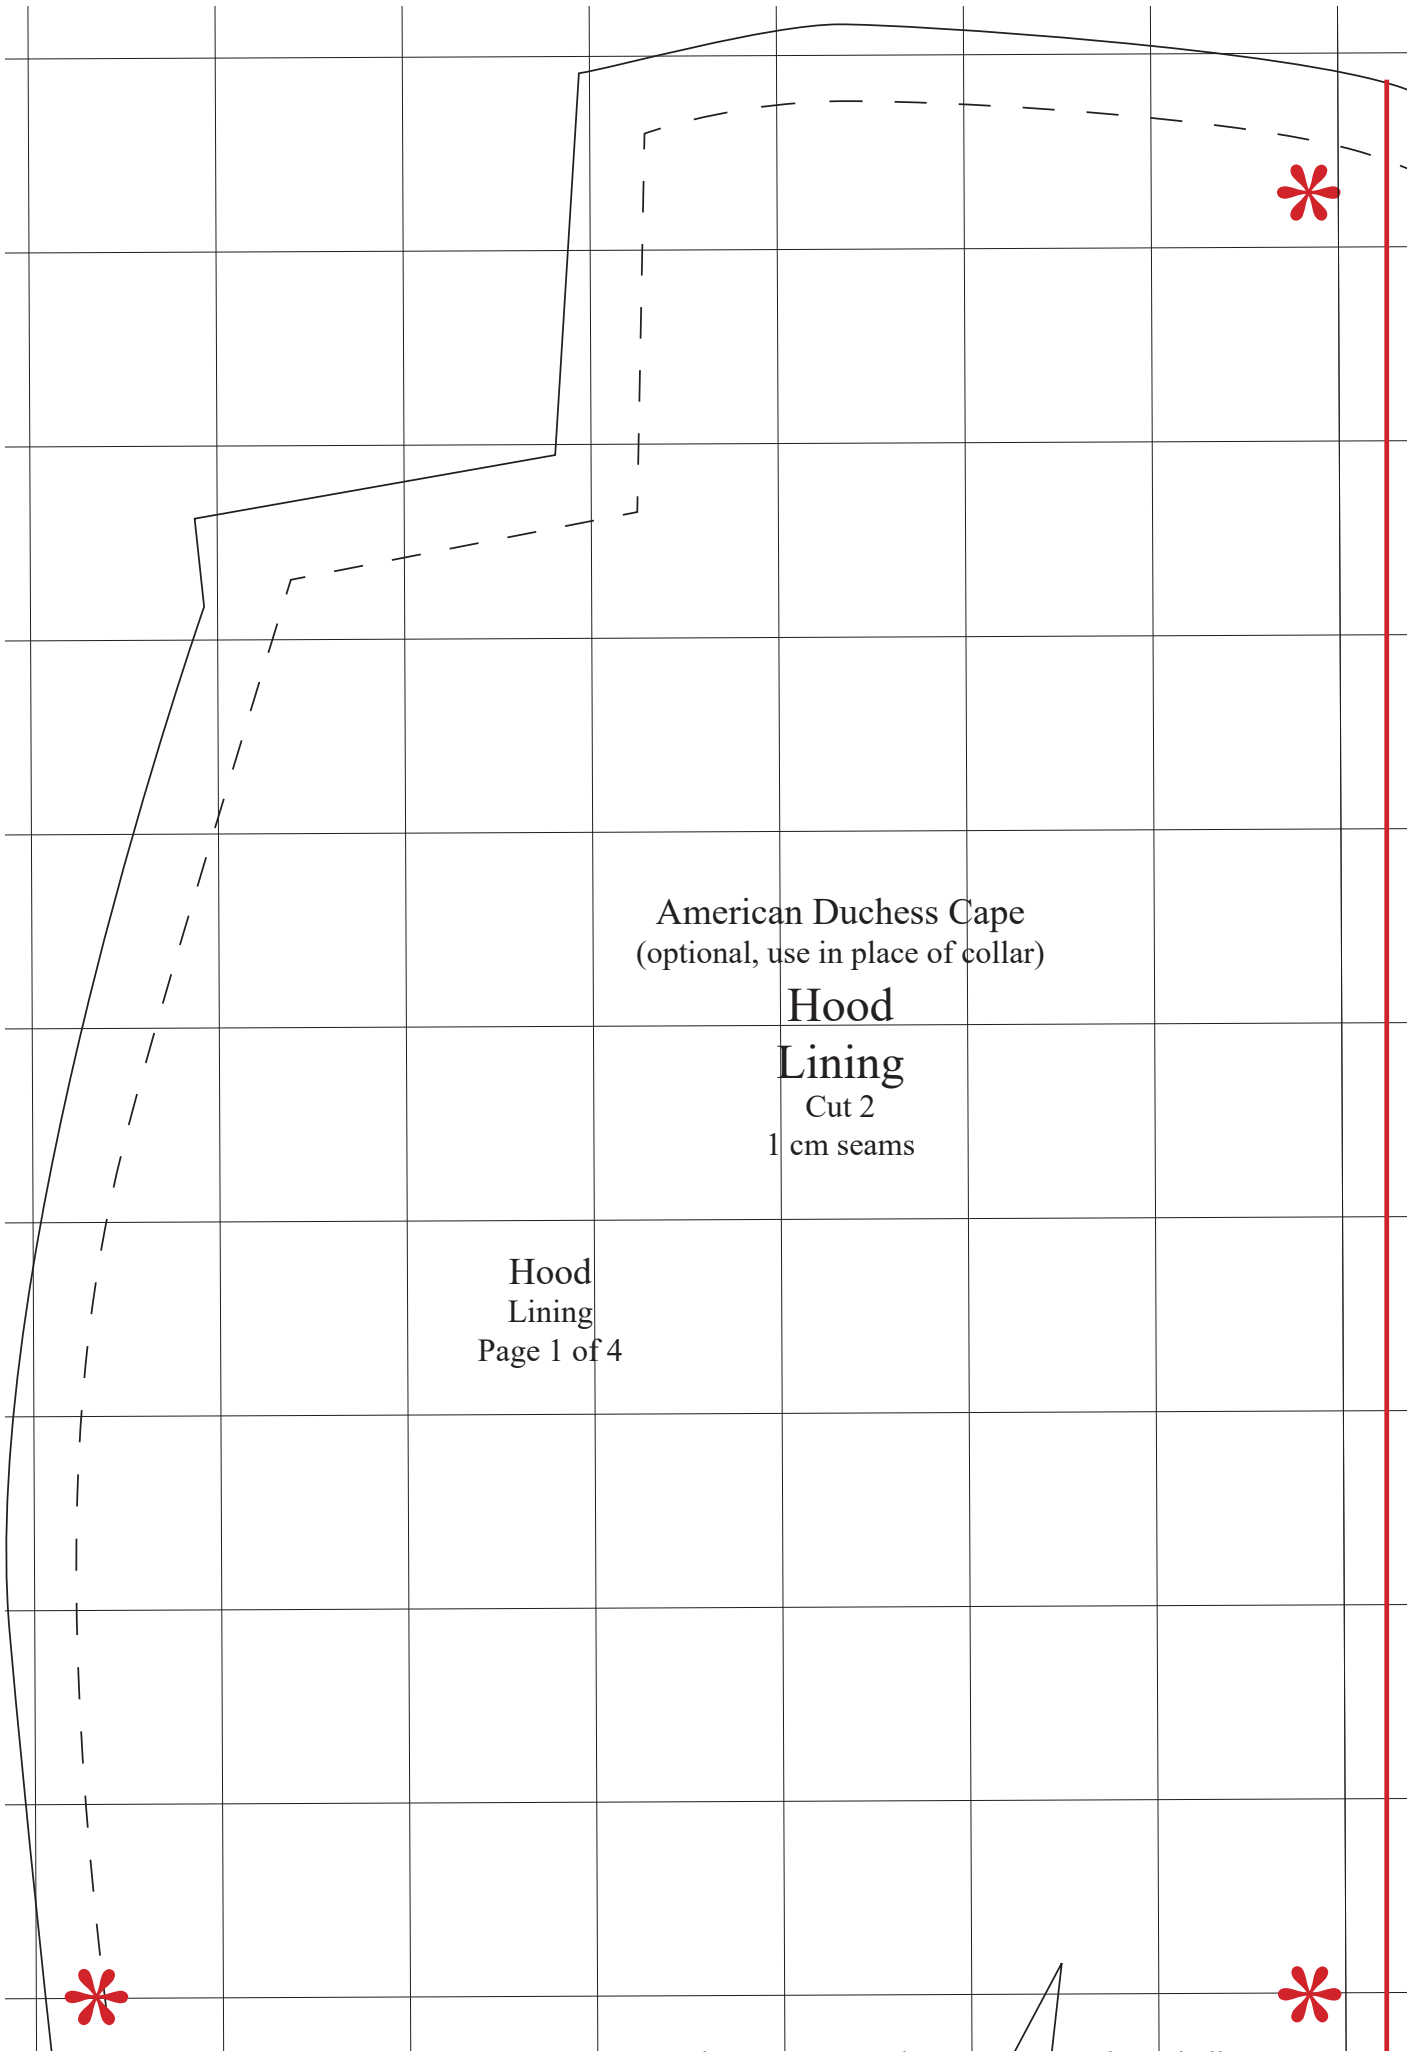 American Duchess Cape
(optional, use in place of collar)
Hood
Lining
Cut 2
1 cm seams
Hood
Lining
Page 1 of 4